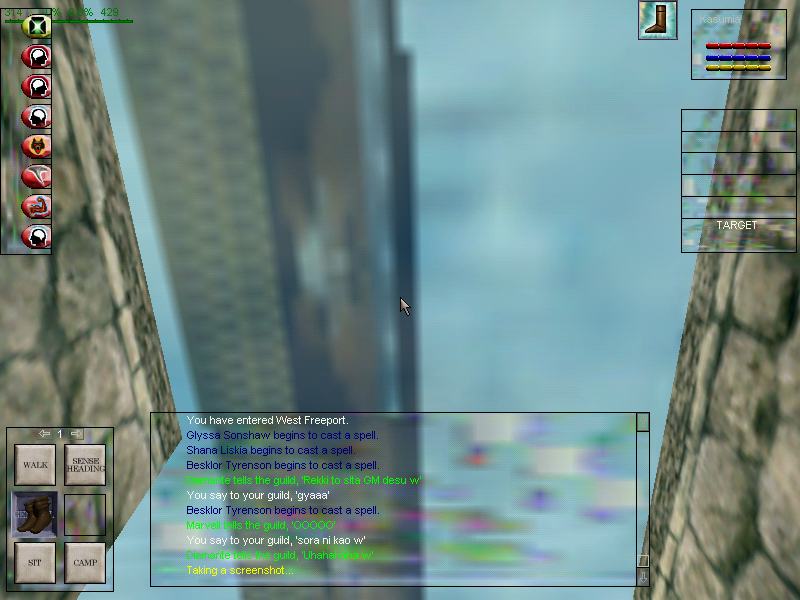 429
Kasumia
TARGET
1
WALK
SENSE HEADING
SIT
CAMP
You have entered West Freeport.
Glyssa Sonshaw begins to cast a spell.
Shana Liskia begins to cast a spell.
Besklor Tyrenson begins to cast a spell.
tells the guild, 'Rekki to sita GM desu w'
You say to your guild, 'gyaaa'
Besklor Tyrenson begins to cast a spell.
Marvell tells the guild, 'OOOOO'
You say to your guild, 'sora ni kao w'
tells the guild, 'Uhahahha w'
Taking a screenshot...